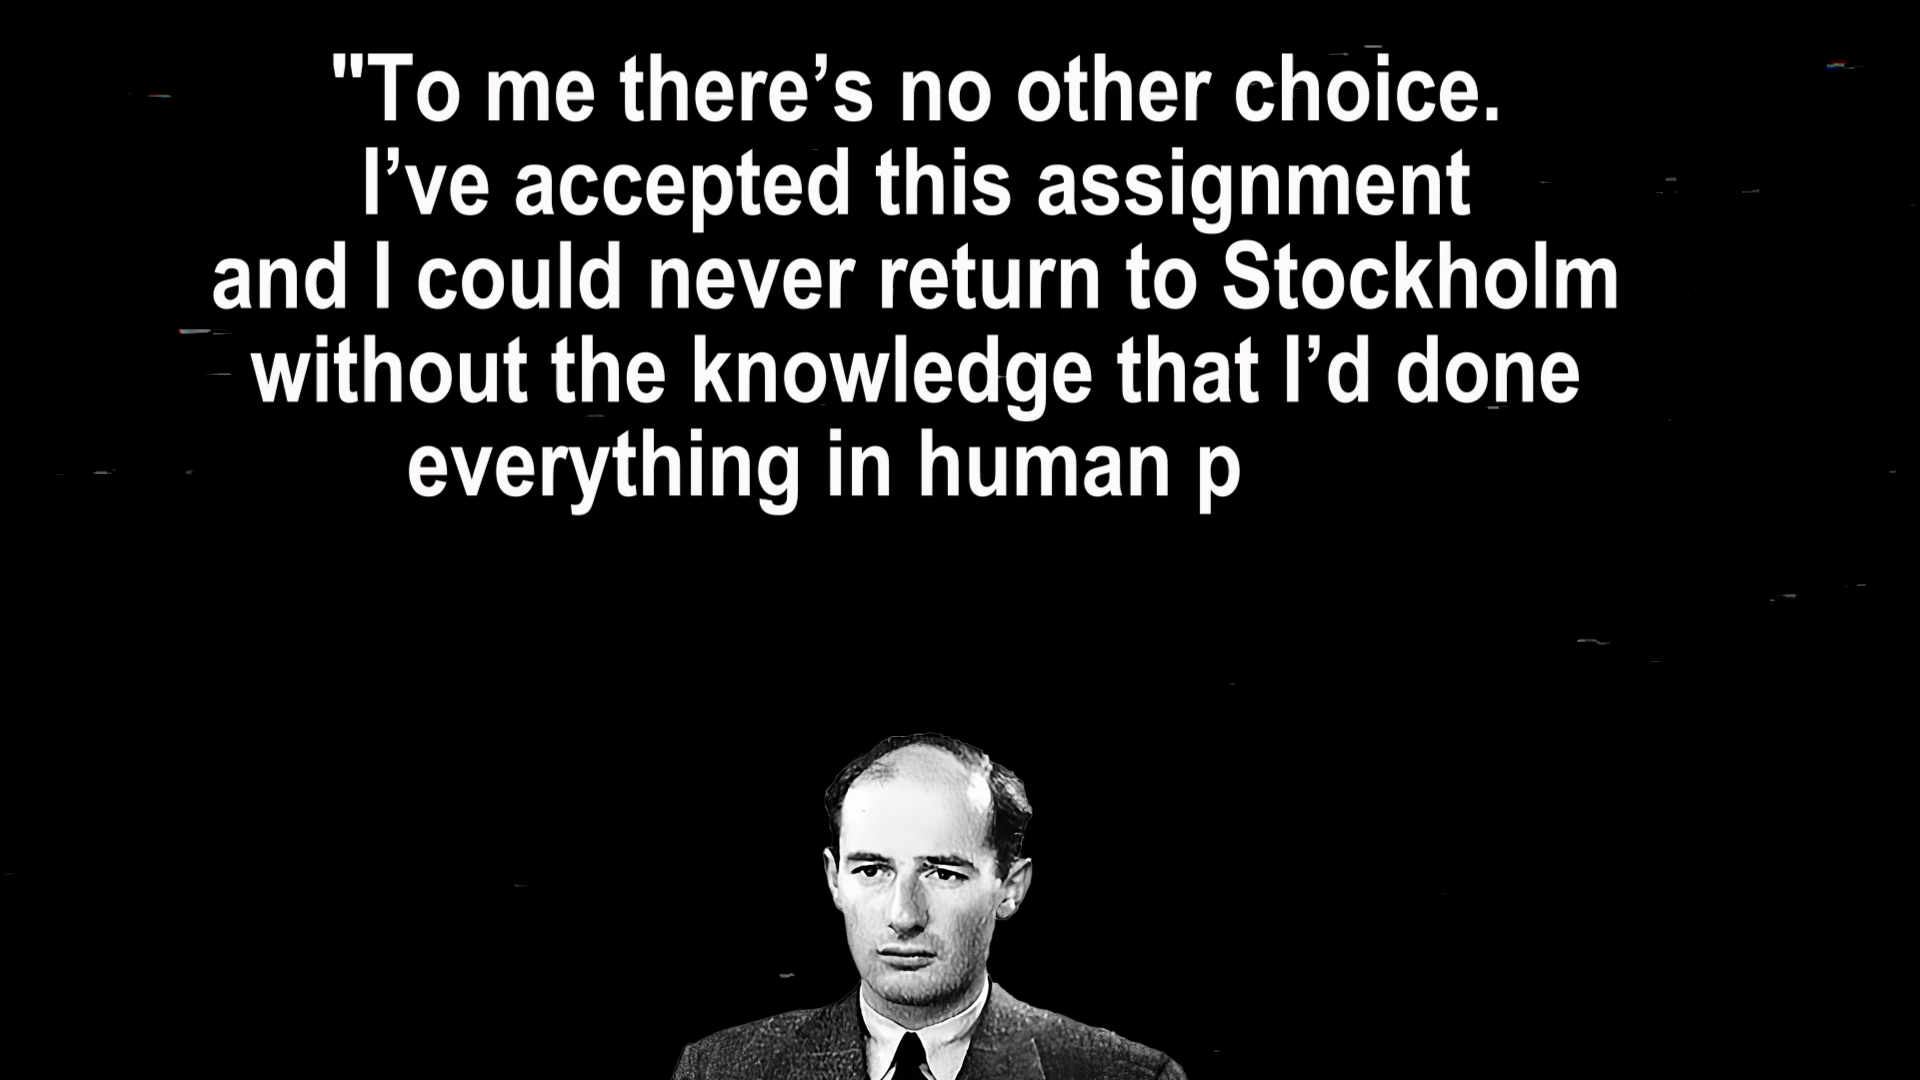 "To me there’s no other choice.
I’ve accepted this assignment
and I could never return to Stockholm
without the knowledge that I’d done
everything in human p